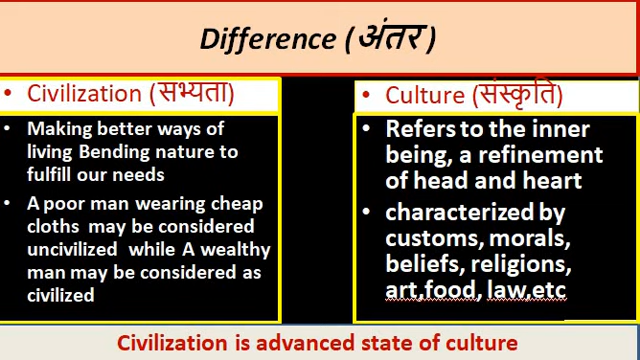 Difference (अंतर )
• Civilization (सभ्यता)
• Making better ways of
living Bending nature to
fulfill our needs
• A poor man wearing cheap
cloths may be considered
uncivilized while A wealthy
man may be considered as
civilized
• Culture (संस्कृति)
• Refers to the inner
being, a refinement
of head and heart
• characterized by
customs, morals,
beliefs, religions,
art,food, law,etc
Civilization is advanced state of culture